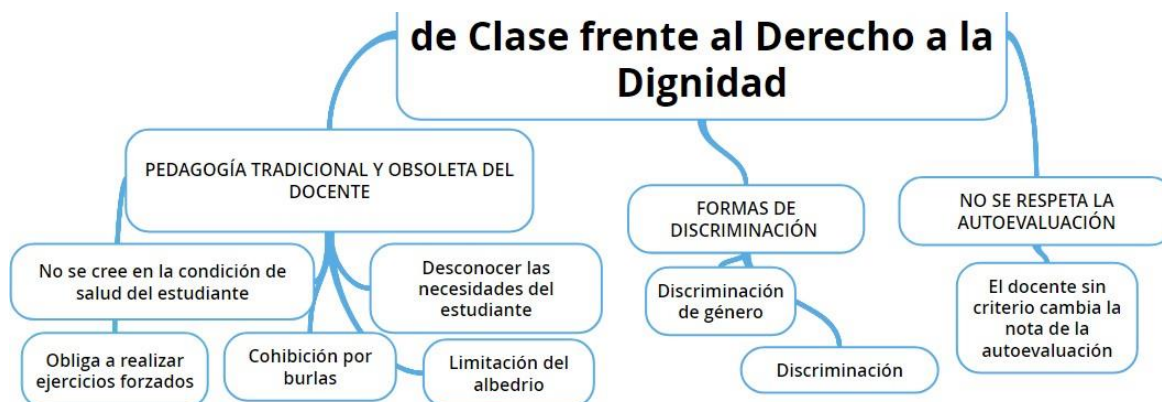 de Clase frente al Derecho a la
Dignidad
PEDAGOGÍA TRADICIONAL Y OBSOLETA DEL
DOCENTE
FORMAS DE
DISCRIMINACIÓN
NO SE RESPETA LA
AUTOEVALUACIÓN
No se cree en la condición de
salud del estudiante
Desconocer las
necesidades del
estudiante
Discriminación
de género
El docente sin
criterio cambia la
nota de la
autoevaluación
Obliga a realizar
ejercicios forzados
Cohibición por
burlas
Limitación del
albedrio
Discriminación